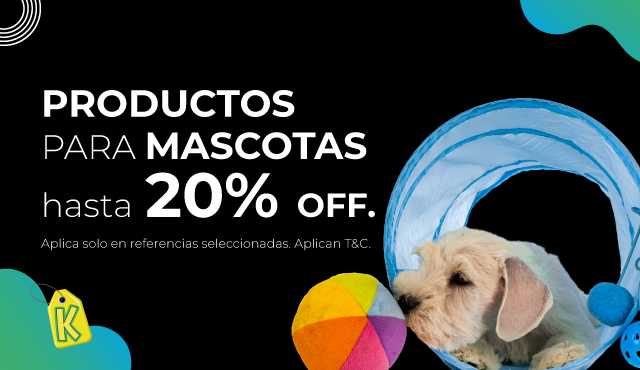 PRODUCTOS
PARA MASCOTAS
hasta 20% OFF.
Aplica solo en referencias seleccionadas. Aplican T&C.
K